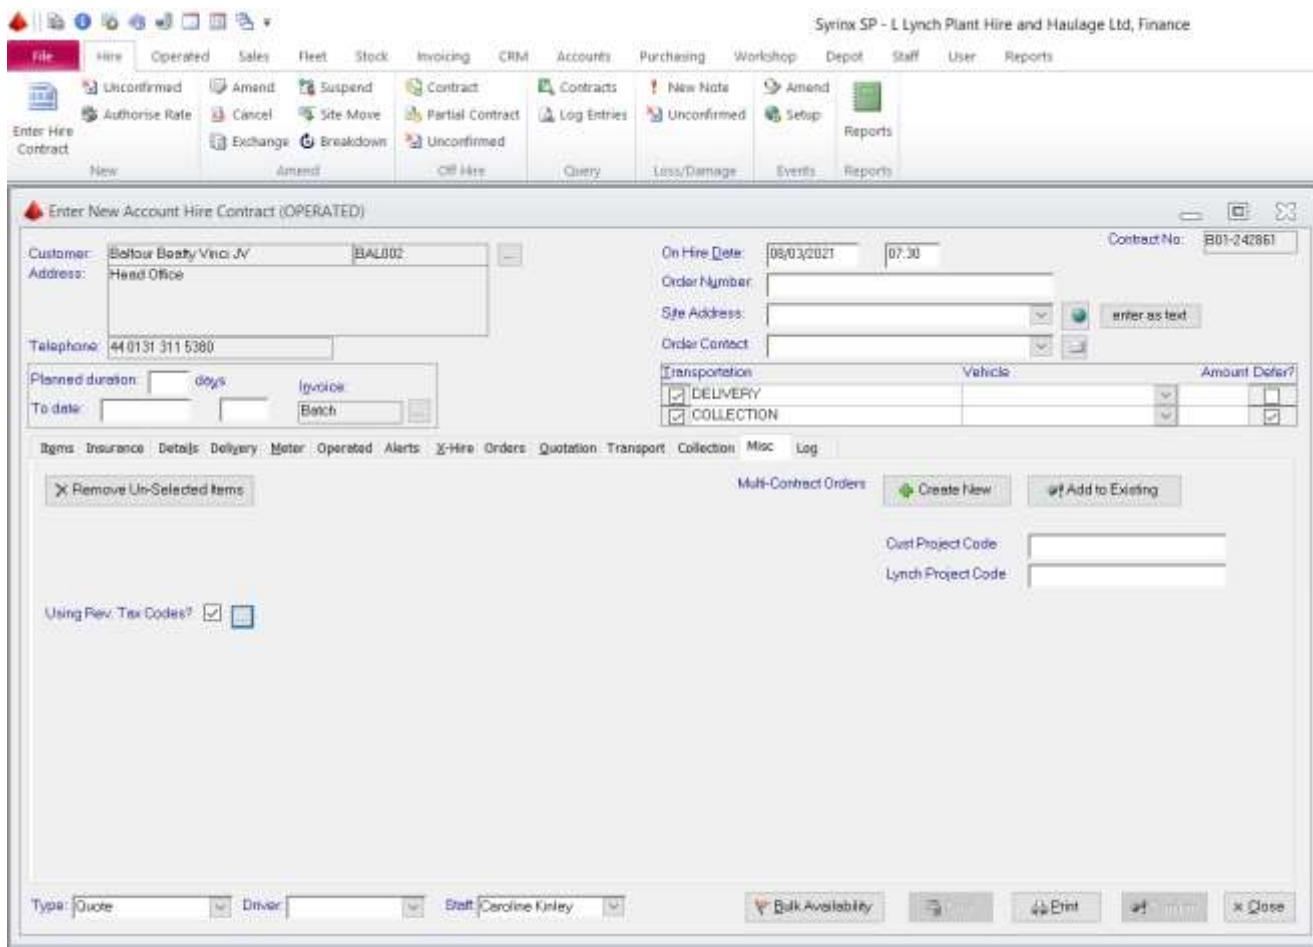 Syrinx SP - L Lynch Plant Hire and Haulage Ltd, Finance
File Hire Operated Sales Fleet Stock Invoicing CRM Accounts Purchasing Workshop Depot Staff User Reports
Unconfirmed Amend Suspend Contract Contracts New Note Amend
Authorise Rate Cancel Site Move Partial Contract Log Entries Unconfirmed Setup
Enter Hire Contract Exchange Breakdown Unconfirmed Reports
New Amend Off Hire Query Loss/Damage Events Reports
Enter New Account Hire Contract (OPERATED)
Contract No: B01-242861
Customer: Balfour Beatty Vinci JV BAL002 On Hire Date: 08/03/2021 07:30
Address: Head Office Order Number:
Site Address: enter as text
Telephone: 44 0131 311 5380 Order Contact
Planned duration: days Invoice: Transportation Vehicle Amount Defer?
DELIVERY
To date: Batch COLLECTION
Items Insurance Details Delivery Meter Operated Alerts X-Hire Orders Quotation Transport Collection Misc Log
Remove Un-Selected Items Multi-Contract Orders Create New Add to Existing
Cust Project Code
Lynch Project Code
Using Rev. Tax Codes? ...
Type: Quote Driver: Staff: Caroline Kinley Bulk Availability Print Close